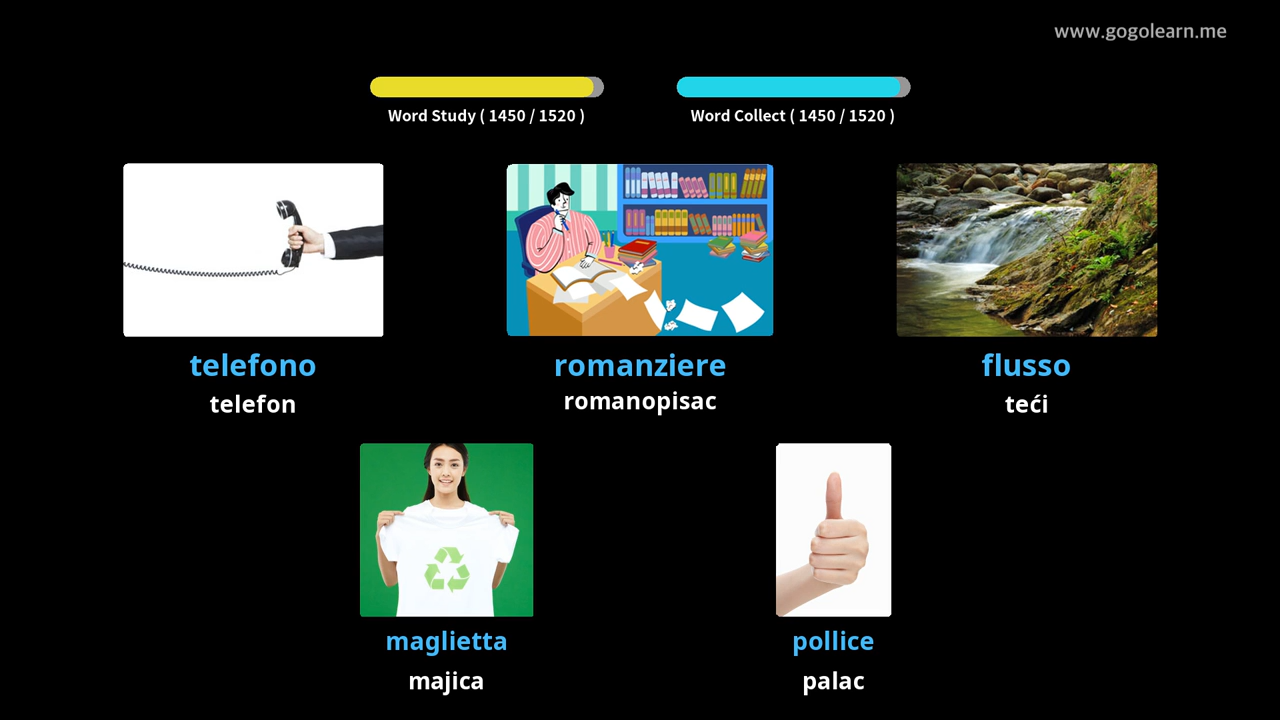 www.gogolearn.me
Word Study ( 1450 / 1520 )
Word Collect ( 1450 / 1520 )
telefono
telefon
romanziere
romanopisac
flusso
teći
maglietta
majica
pollice
palac